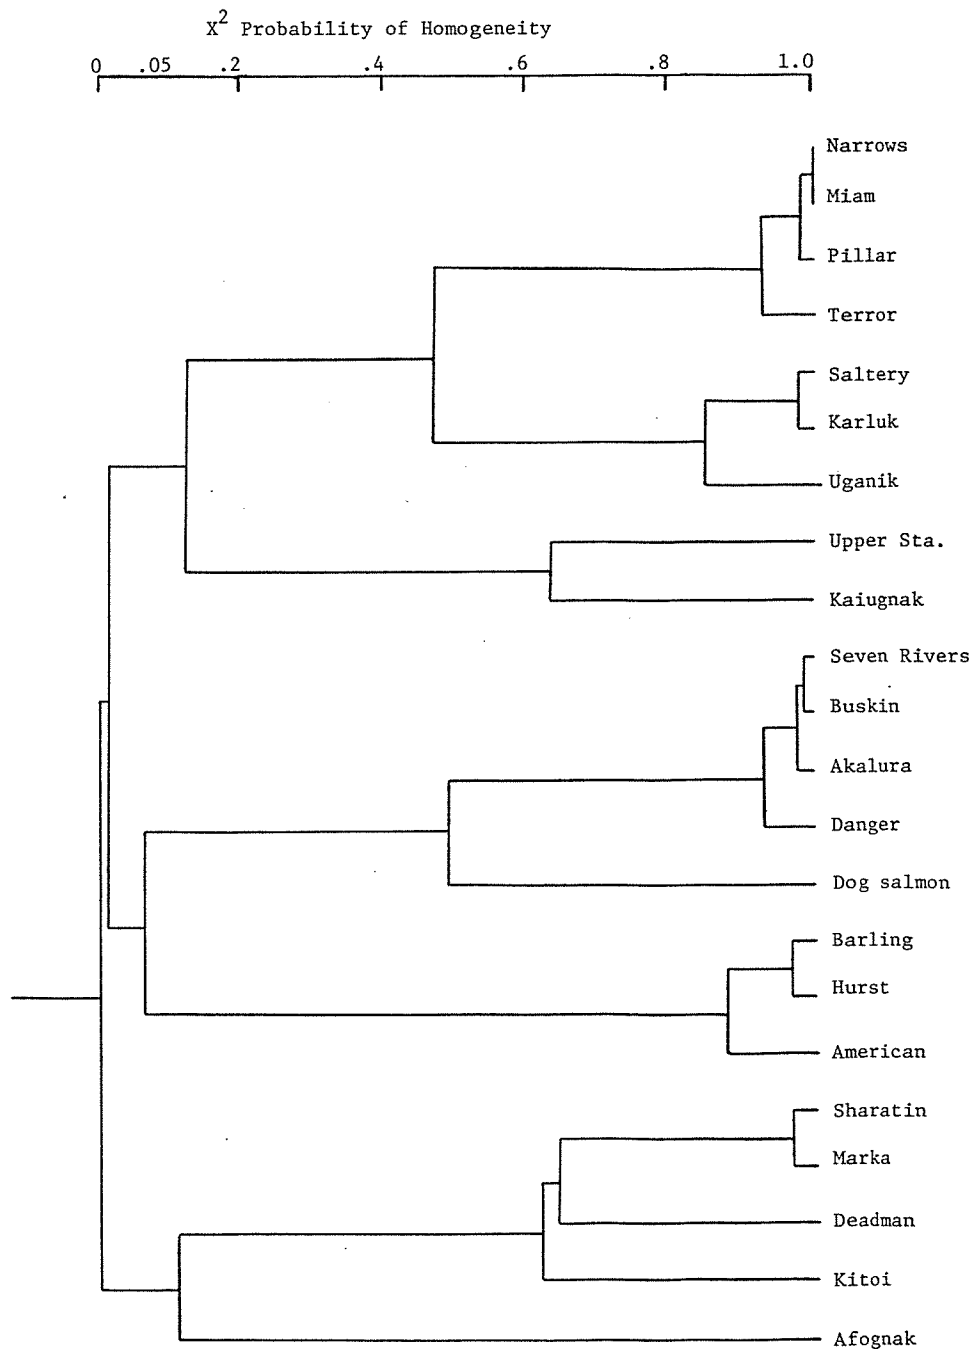 X2 Probability of Homogeneity
0 .05 .2 .4 .6 .8 1.0
Narrows
Miam
Pillar
Terror
Saltery
Karluk
Uganik
Upper Sta.
Kaiugnak
Seven Rivers
Buskin
Akalura
Danger
Dog salmon
Barling
Hurst
American
Sharatin
Marka
Deadman
Kitoi
Afognak